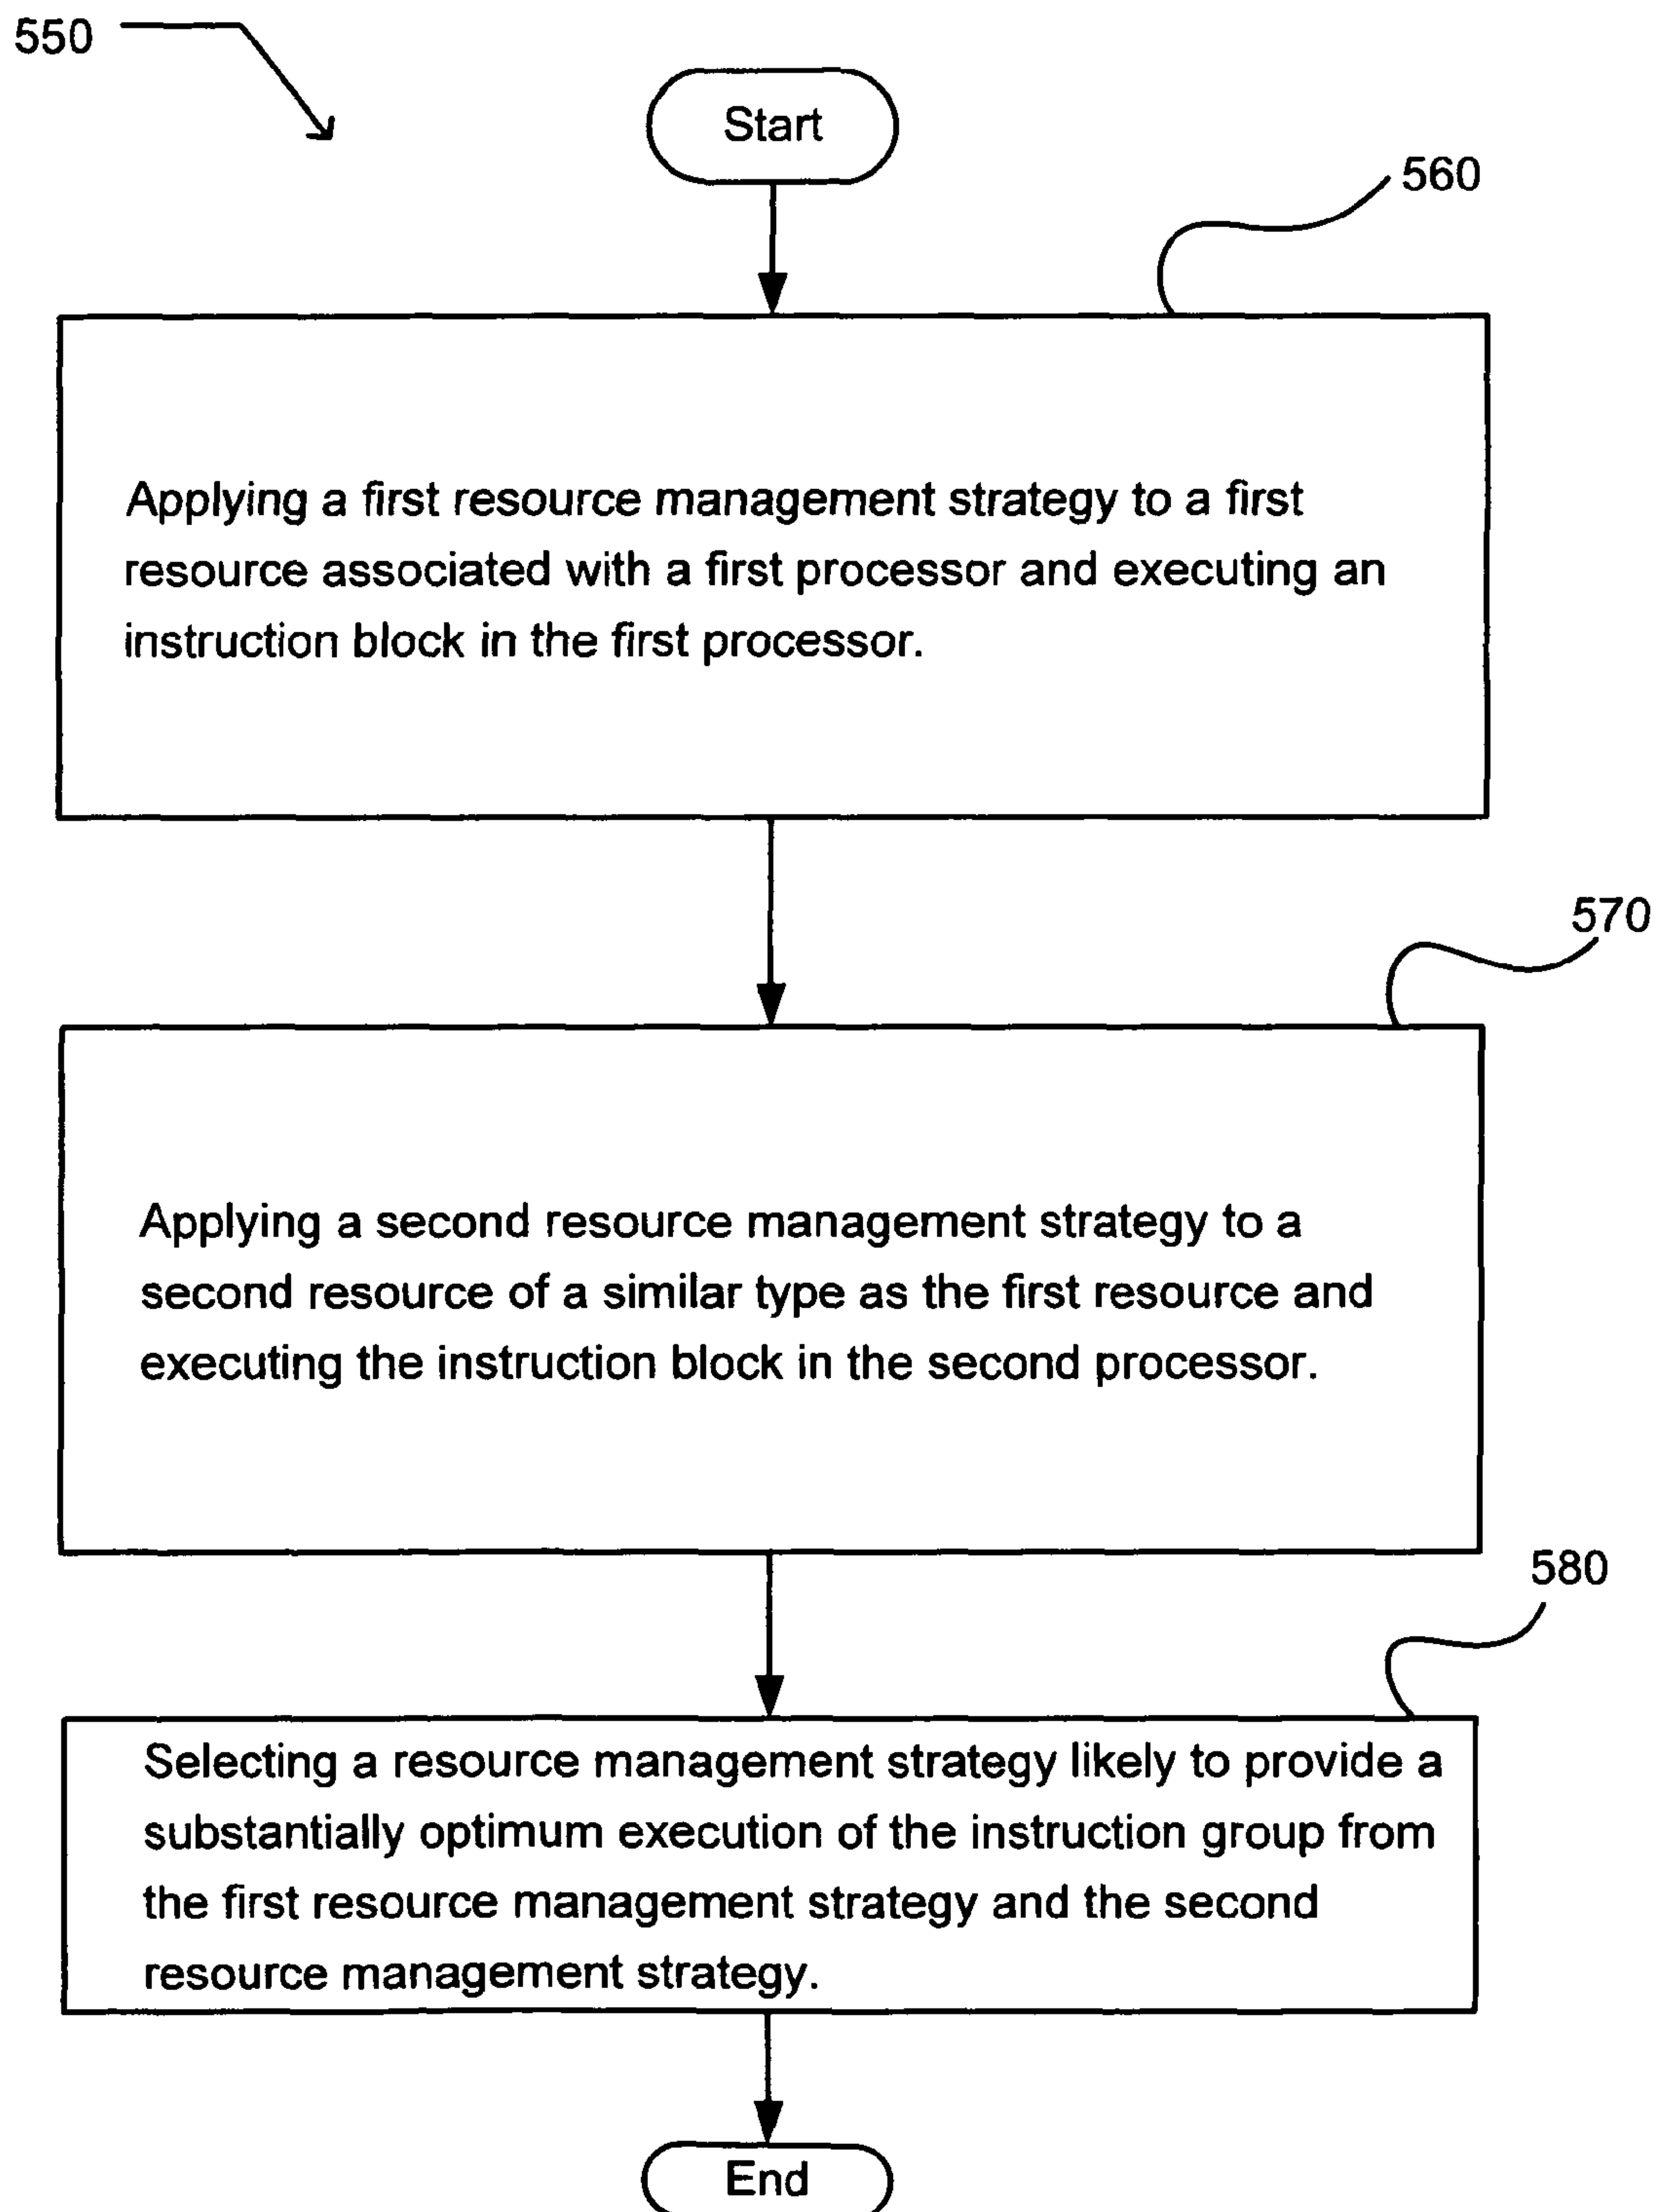 550
Start
560
Applying a first resource management strategy to a first
resource associated with a first processor and executing an
instruction block in the first processor.
570
Applying a second resource management strategy to a
second resource of a similar type as the first resource and
executing the instruction block in the second processor.
580
Selecting a resource management strategy likely to provide a
substantially optimum execution of the instruction group from
the first resource management strategy and the second
resource management strategy.
End